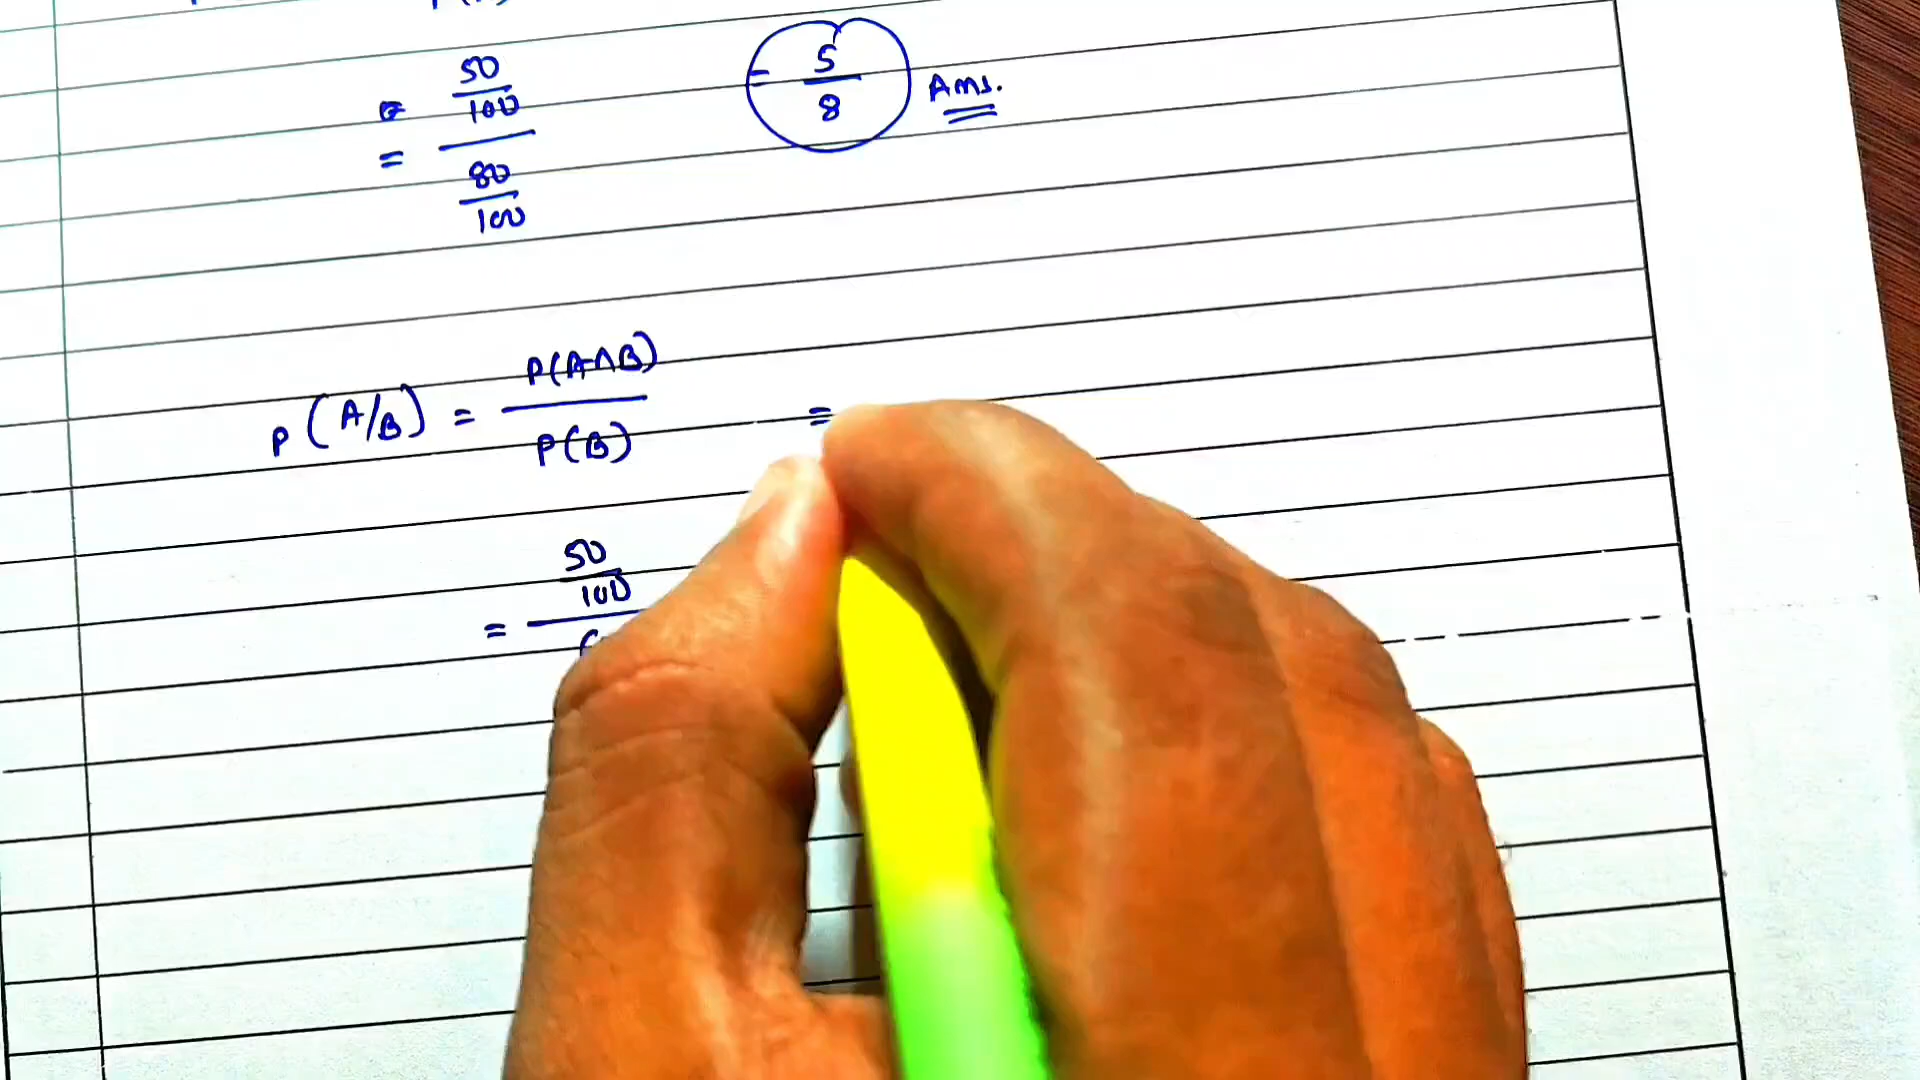 = 50/100
= 80/100
= 5/8 Ans.
P(A/B) = P(A∩B)/P(B) =
= 50/100